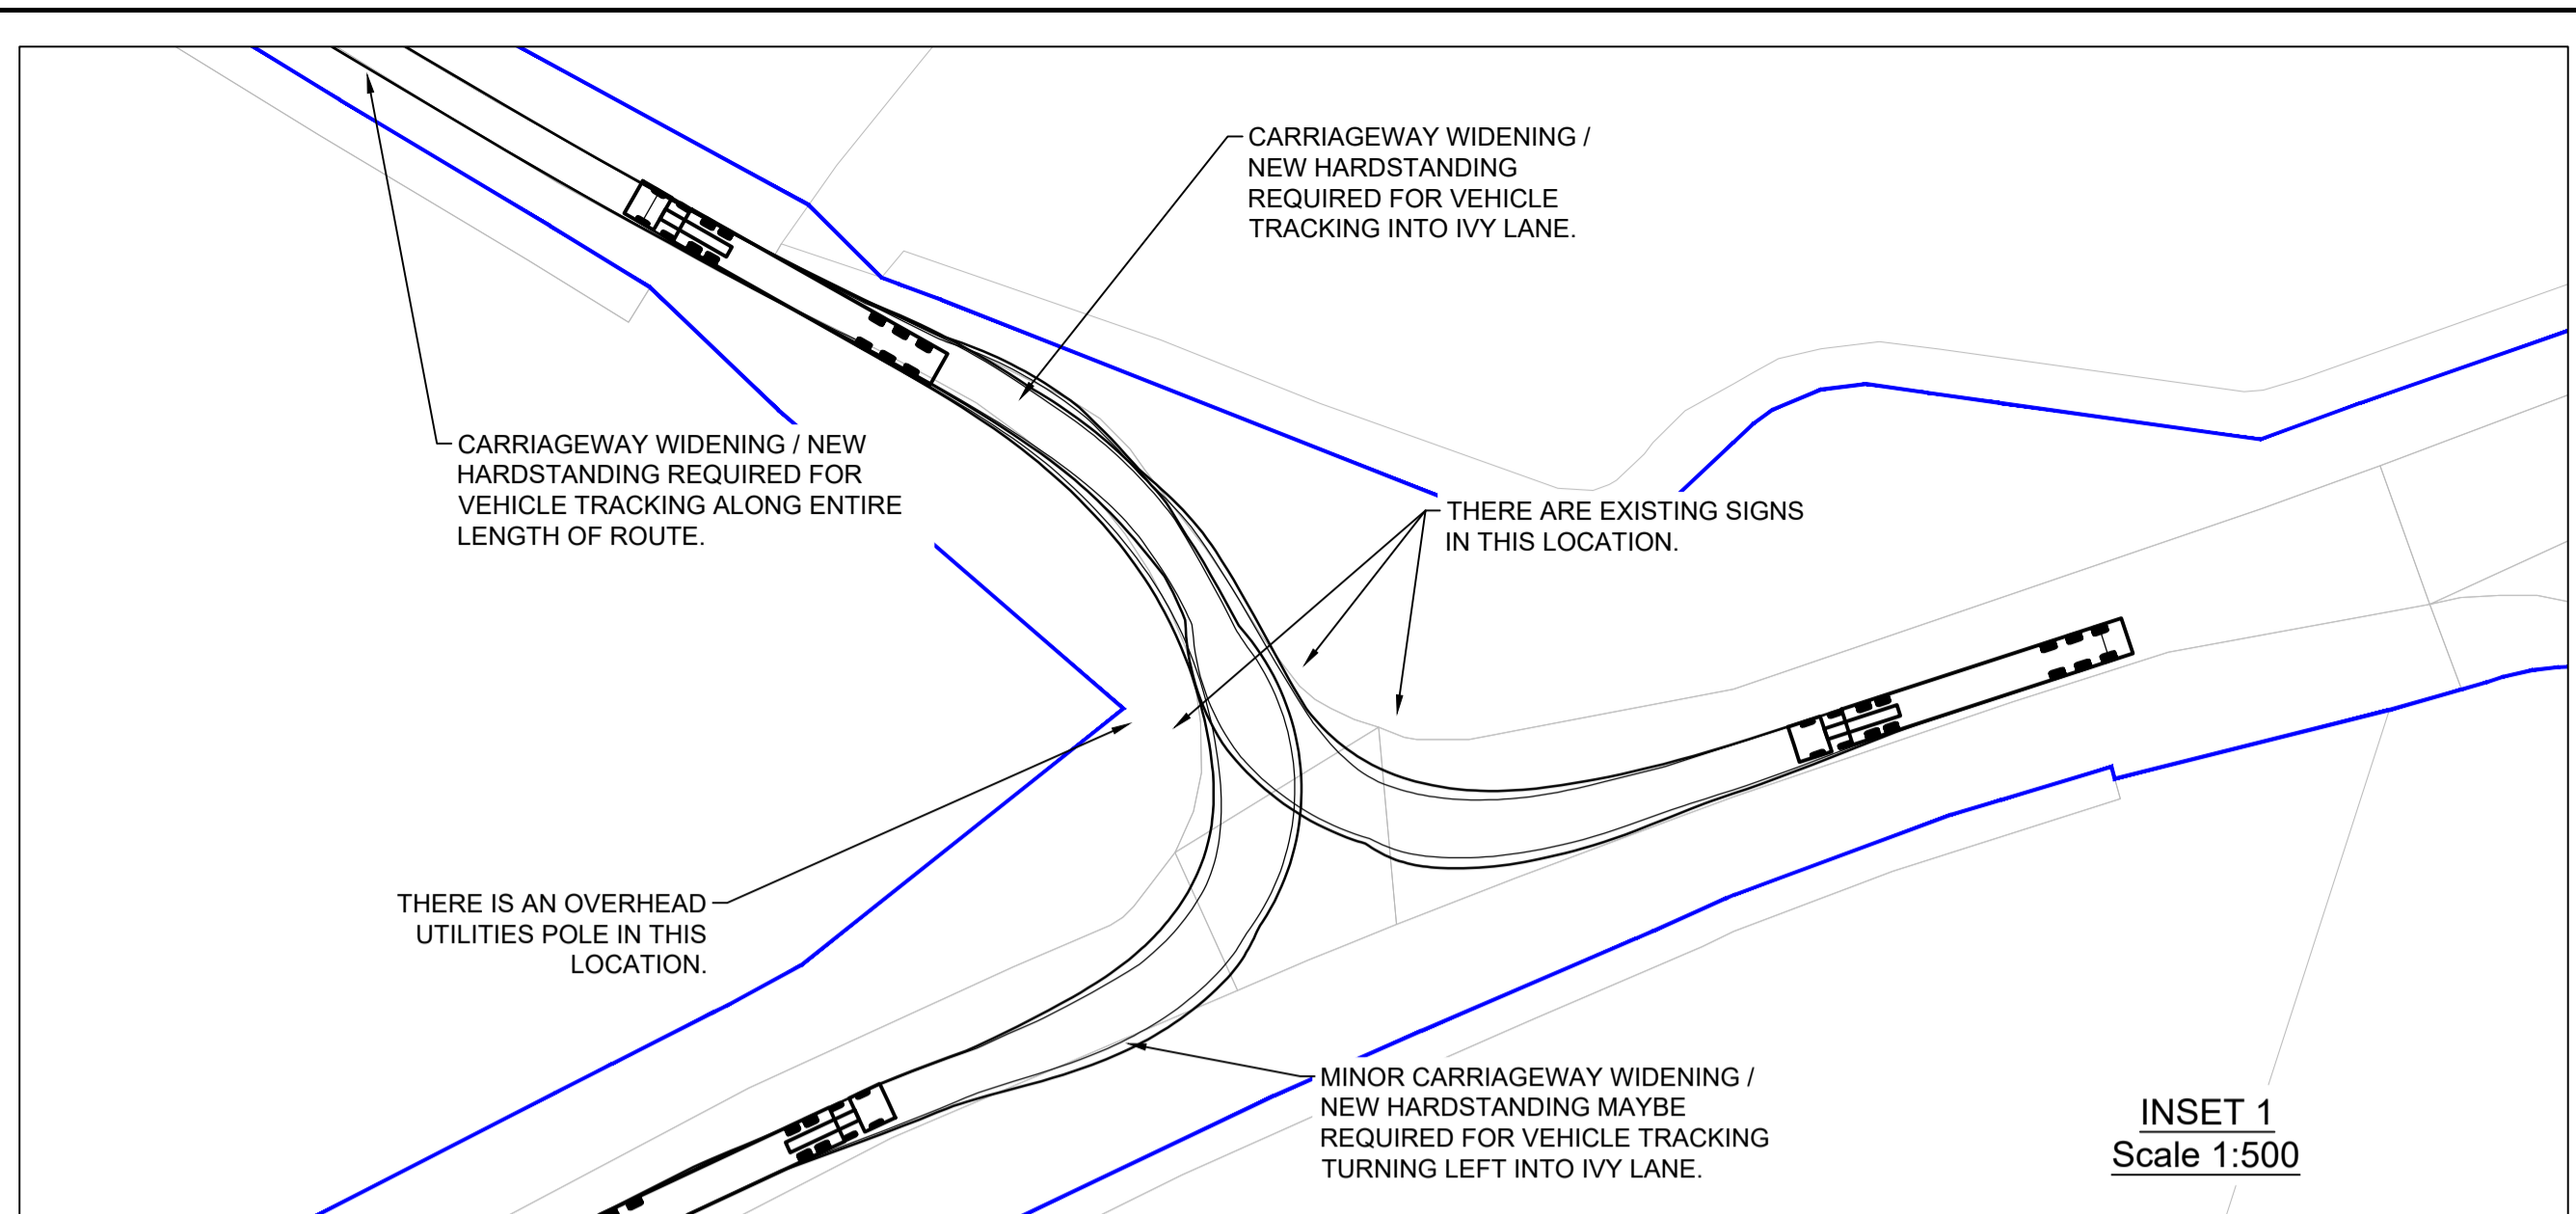 CARRIAGEWAY WIDENING /
NEW HARDSTANDING
REQUIRED FOR VEHICLE
TRACKING INTO IVY LANE.
CARRIAGEWAY WIDENING / NEW
HARDSTANDING REQUIRED FOR
VEHICLE TRACKING ALONG ENTIRE
LENGTH OF ROUTE.
THERE ARE EXISTING SIGNS
IN THIS LOCATION.
THERE IS AN OVERHEAD
UTILITIES POLE IN THIS
LOCATION.
MINOR CARRIAGEWAY WIDENING /
NEW HARDSTANDING MAYBE
REQUIRED FOR VEHICLE TRACKING
TURNING LEFT INTO IVY LANE.
INSET 1
Scale 1:500